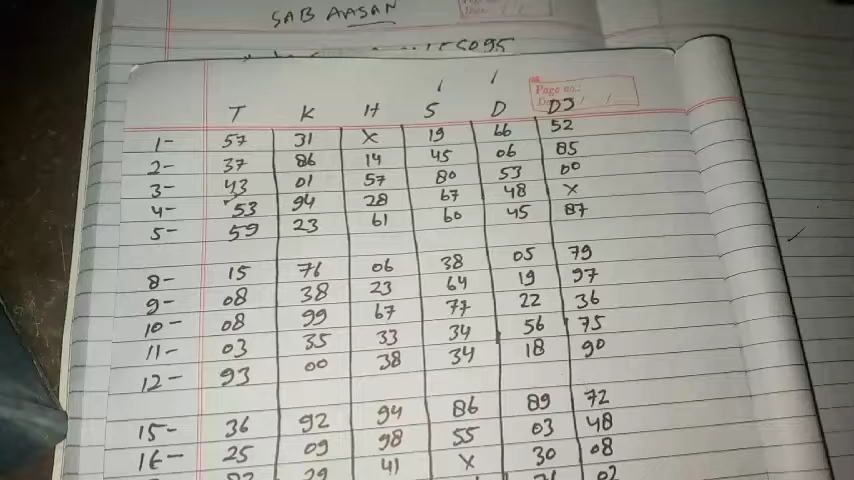 SAB AASAN
Page no.:
T K H S D DJ
1- 57 31 X 19 66 52
2- 37 86 14 45 06 85
3- 43 01 57 80 53 00
4- 53 94 28 67 48 X
5- 59 23 61 60 45 87
8- 15 76 06 38 05 79
9- 08 38 23 64 19 97
10- 08 99 67 77 22 36
11- 03 35 33 34 56 75
12- 93 00 38 34 18 90
15- 36 92 94 86 89 72
16- 25 09 98 55 03 48
29 41 X 30 08
02